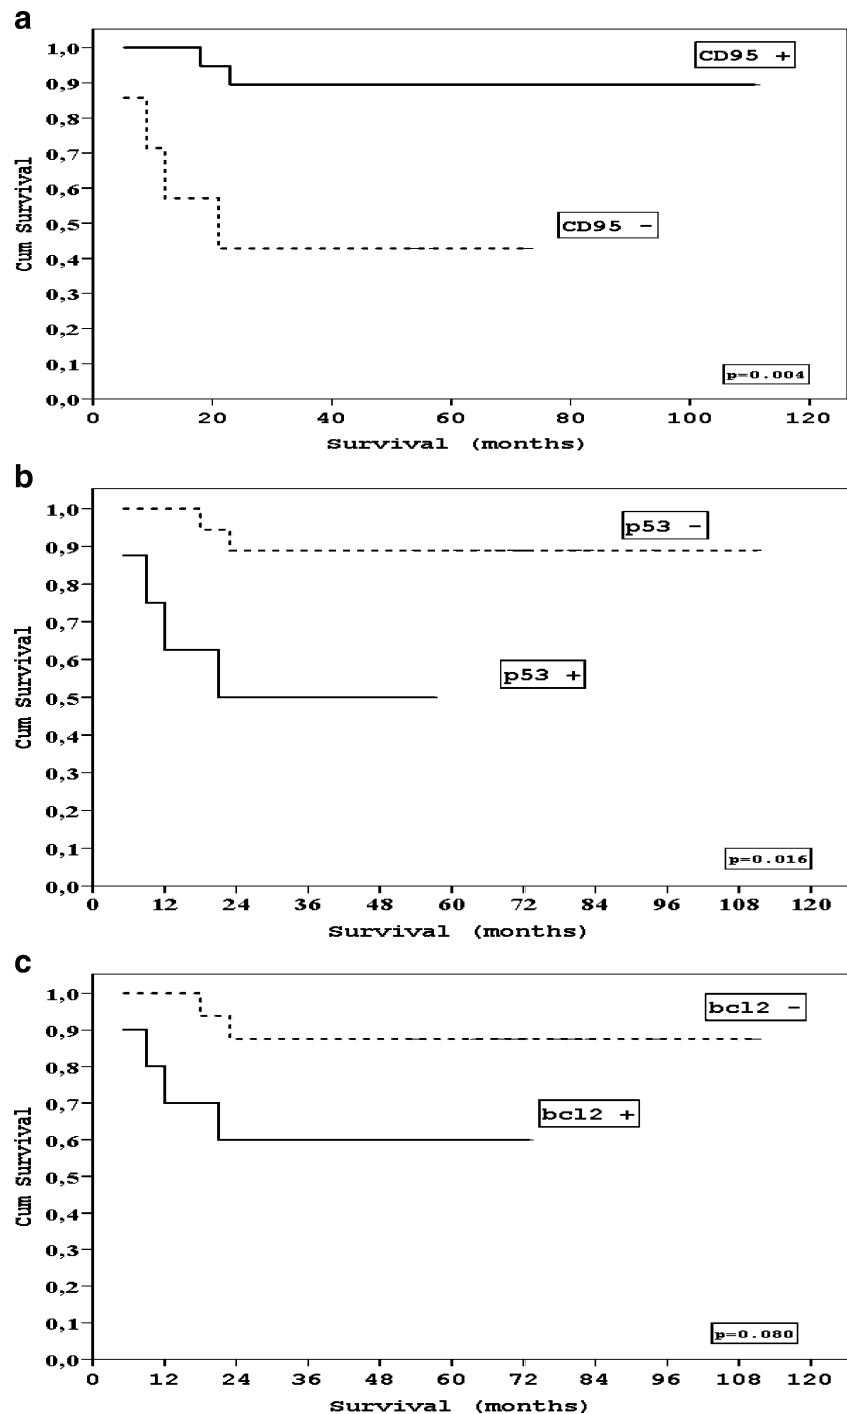 a
1,0
CD95 +
0,9
0,8
0,7
0,6
0,5
CD95 -
0,4
0,3
0,2
0,1
p=0.004
0,0
Cum Survival
0 20 40 60 80 100 120
Survival (months)
b
1,0
p53 -
0,9
0,8
0,7
0,6
p53 +
0,5
0,4
0,3
0,2
0,1
p=0.016
0,0
Cum Survival
0 12 24 36 48 60 72 84 96 108 120
Survival (months)
c
1,0
bcl2 -
0,9
0,8
0,7
bcl2 +
0,6
0,5
0,4
0,3
0,2
0,1
p=0.080
0,0
Cum Survival
0 12 24 36 48 60 72 84 96 108 120
Survival (months)